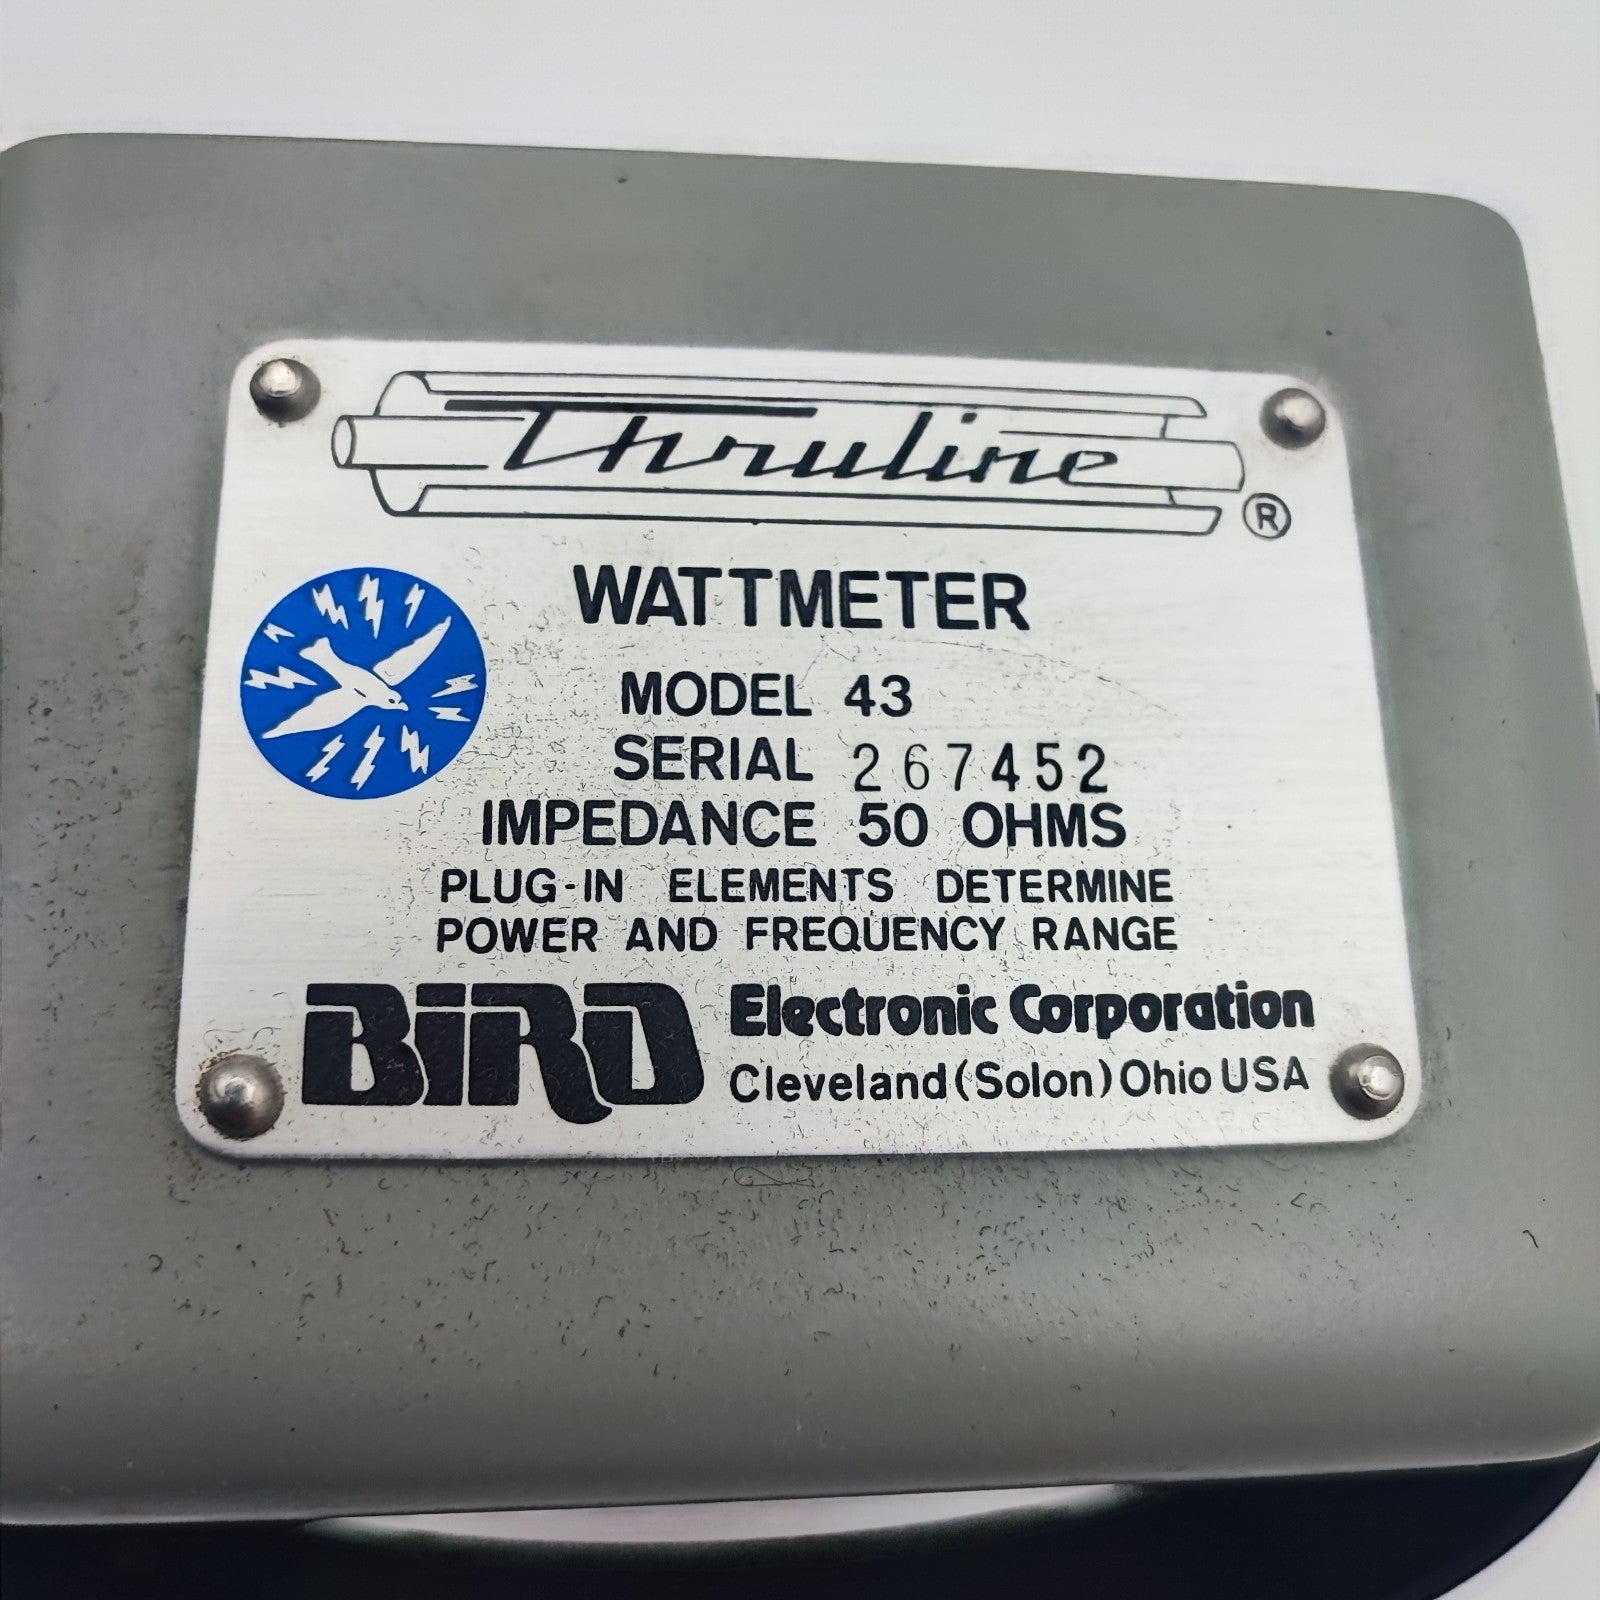 Thruline
®
WATTMETER
MODEL 43
SERIAL 267452
IMPEDANCE 50 OHMS
PLUG-IN ELEMENTS DETERMINE
POWER AND FREQUENCY RANGE
BIRD Electronic Corporation
Cleveland (Solon) Ohio USA